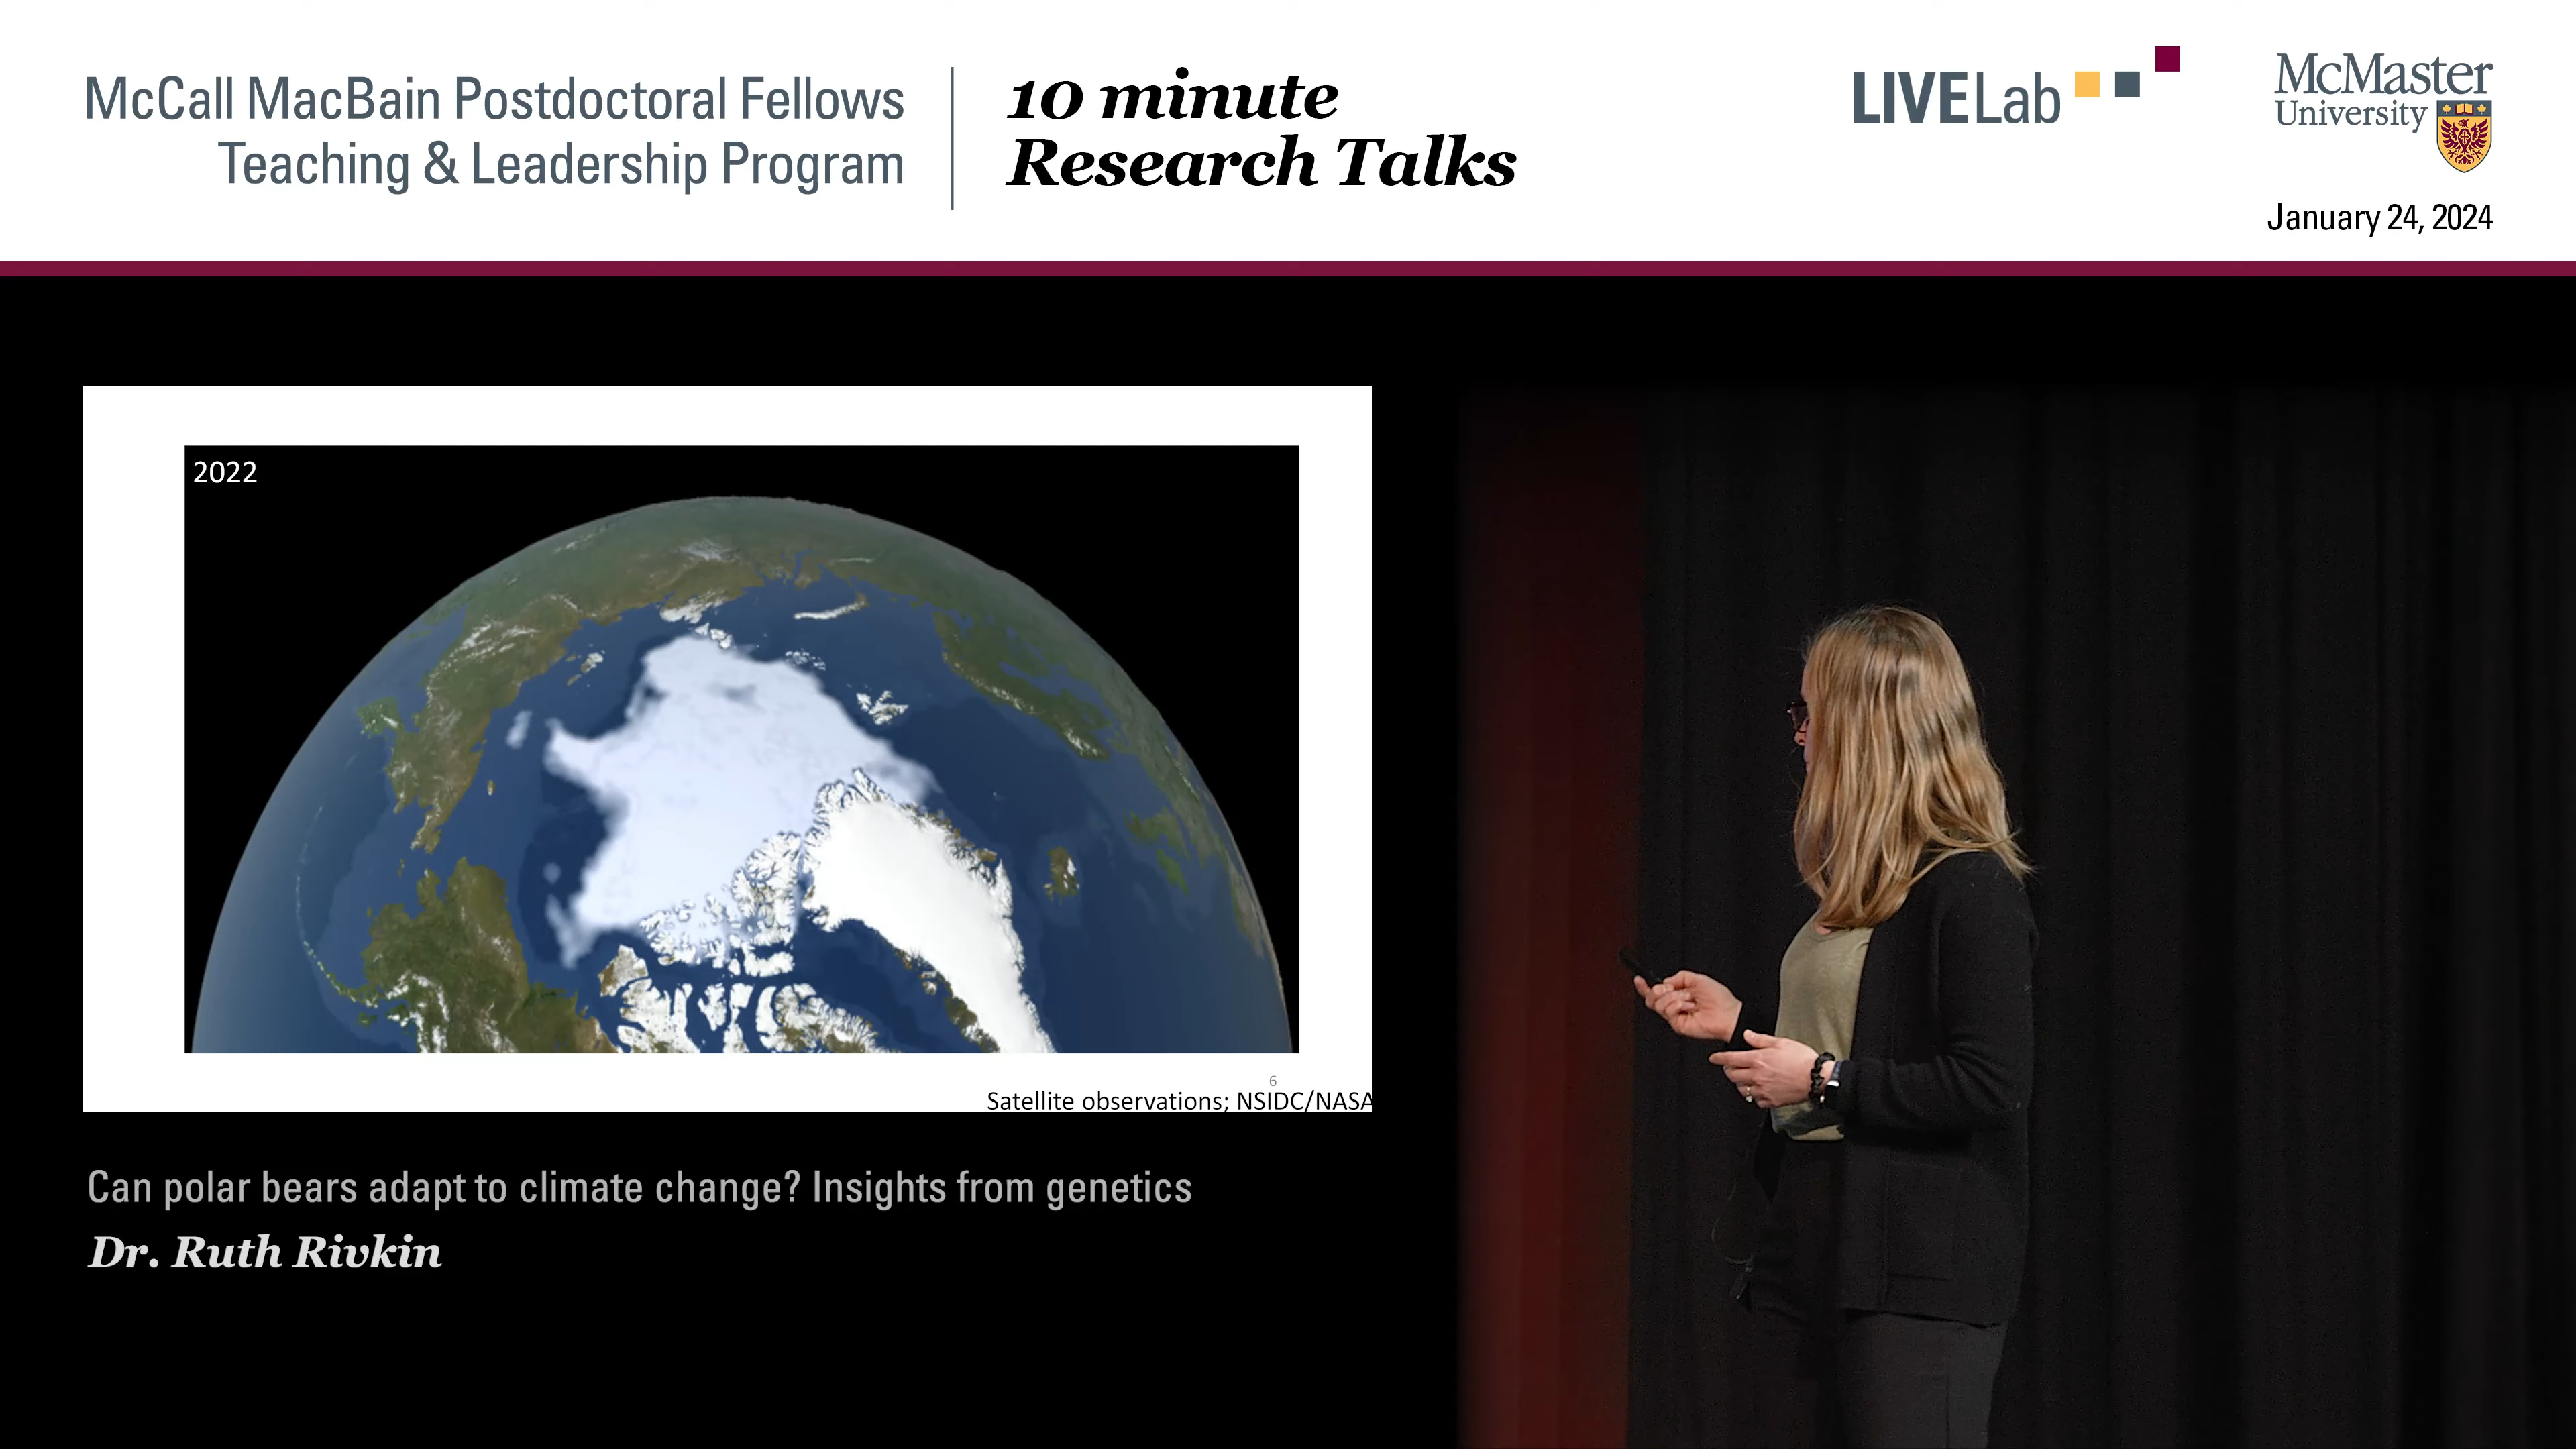 McCall MacBain Postdoctoral Fellows
Teaching & Leadership Program
10 minute
Research Talks
LIVELab
McMaster
University
January 24, 2024
2022
6
Satellite observations; NSIDC/NASA
Can polar bears adapt to climate change? Insights from genetics
Dr. Ruth Rivkin